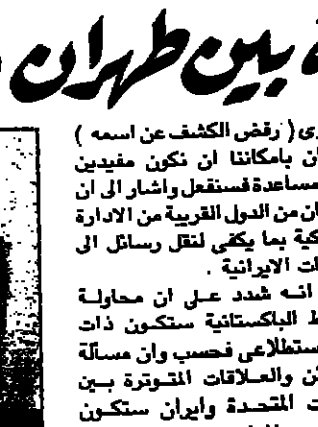 بين طهران
ى ( رفض الكشف عن اسمه )
ان بامكاننا ان نكون مفيدين
مساعدة فسنفعل واشار الى ان
ان من الدول القريبة من الادارة
كية بما يكفي لنقل رسائل الى
ات الايرانية .
انه شدد على ان محاولة
ط الباكستانية ستكون ذات
ستطلاعي فحسب وان مسألة
ئن والعلاقات المتوترة بين
ت المتحدة وايران ستكون